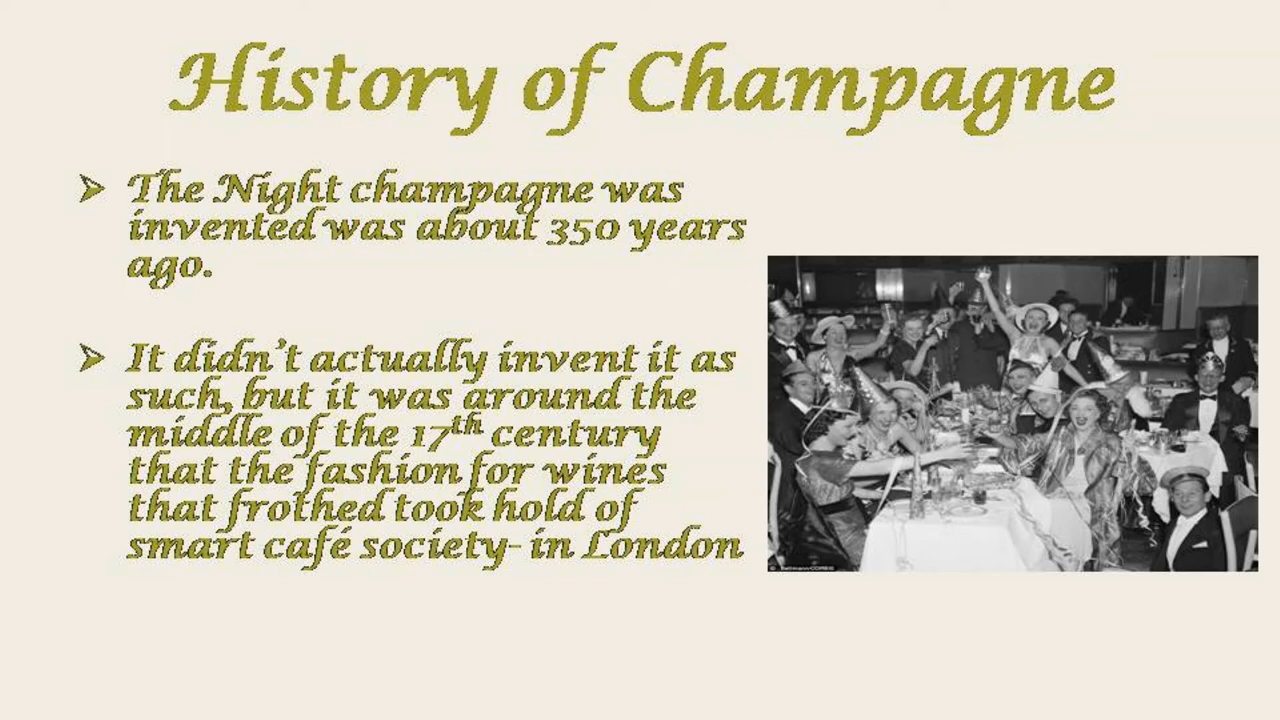 History of Champagne
The Night champagne was
invented was about 350 years
ago.
It didn't actually invent it as
such, but it was around the
middle of the 17th century
that the fashion for wines
that frothed took hold of
smart café society- in London
© Bettmann/CORBIS